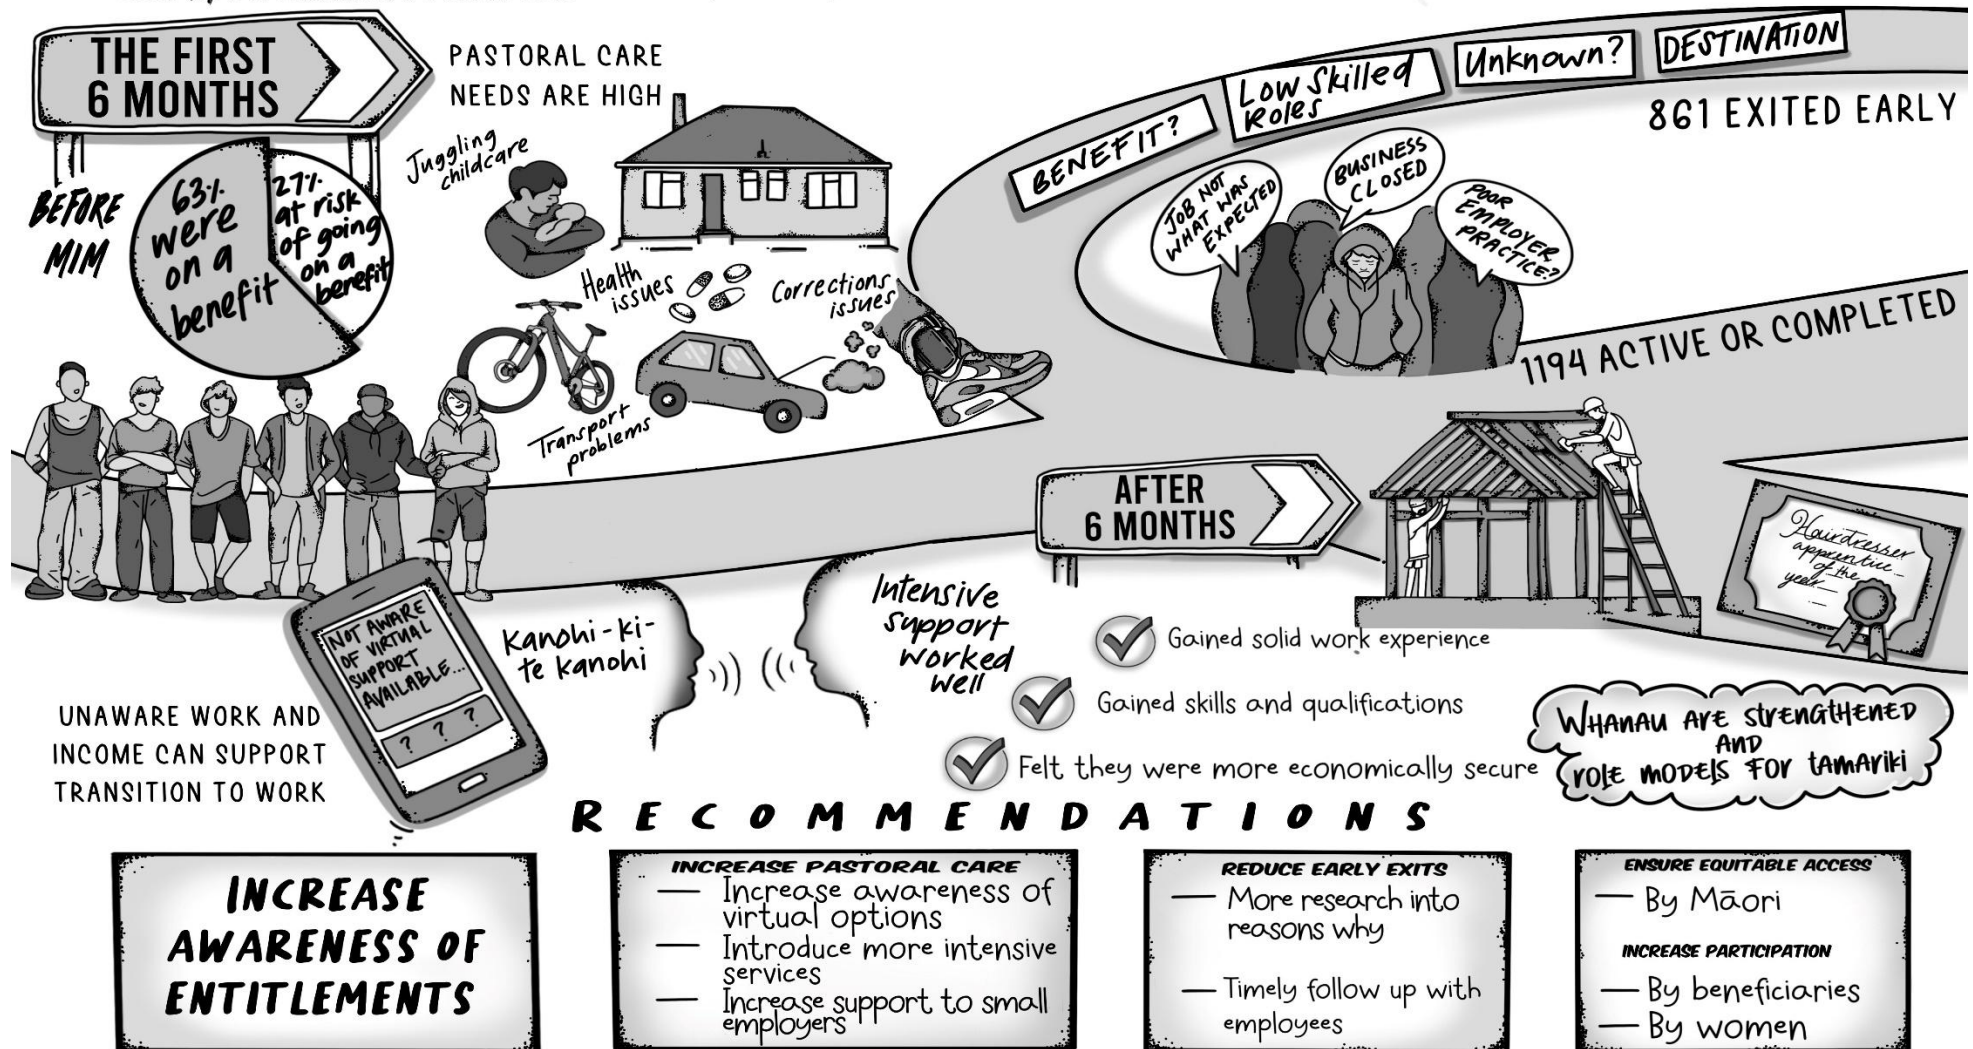 THE FIRST
6 MONTHS
PASTORAL CARE
NEEDS ARE HIGH
BEFORE
MIM
63%
were
on a
benefit
27%
at risk
of going
on a
benefit
Juggling
childcare
Health
issues
Corrections
issues
Transport
problems
BENEFIT?
Low Skilled
Roles
Unknown?
DESTINATION
861 EXITED EARLY
JOB NOT
WHAT WAS
EXPECTED
BUSINESS
CLOSED
POOR
EMPLOYER
PRACTICE?
1194 ACTIVE OR COMPLETED
AFTER
6 MONTHS
Hairdresser
apprentice
of the
year
NOT AWARE
OF VIRTUAL
SUPPORT
AVAILABLE...
? ? ?
UNAWARE WORK AND
INCOME CAN SUPPORT
TRANSITION TO WORK
Kanohi-ki-
te kanohi
Intensive
support
worked
well
Gained solid work experience
Gained skills and qualifications
Felt they were more economically secure
WHANAU ARE STRENGTHENED
AND
ROLE MODELS FOR TAMARIKI
RECOMMENDATIONS
INCREASE
AWARENESS OF
ENTITLEMENTS
INCREASE PASTORAL CARE
— Increase awareness of
virtual options
— Introduce more intensive
services
— Increase support to small
employers
REDUCE EARLY EXITS
— More research into
reasons why
— Timely follow up with
employees
ENSURE EQUITABLE ACCESS
— By Māori
INCREASE PARTICIPATION
— By beneficiaries
— By women